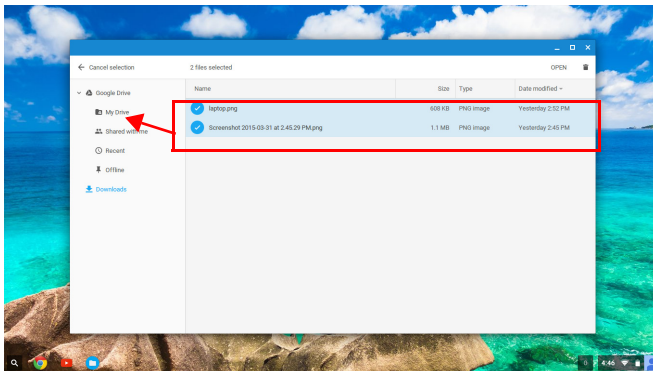 Cancel selection 2 files selected OPEN
Google Drive
My Drive
Shared with me
Recent
Offline
Downloads
Name Size Type Date modified
laptop.png 608 KB PNG image Yesterday 2:52 PM
Screenshot 2015-03-31 at 2.45.29 PM.png 1.1 MB PNG image Yesterday 2:45 PM
0 4:46